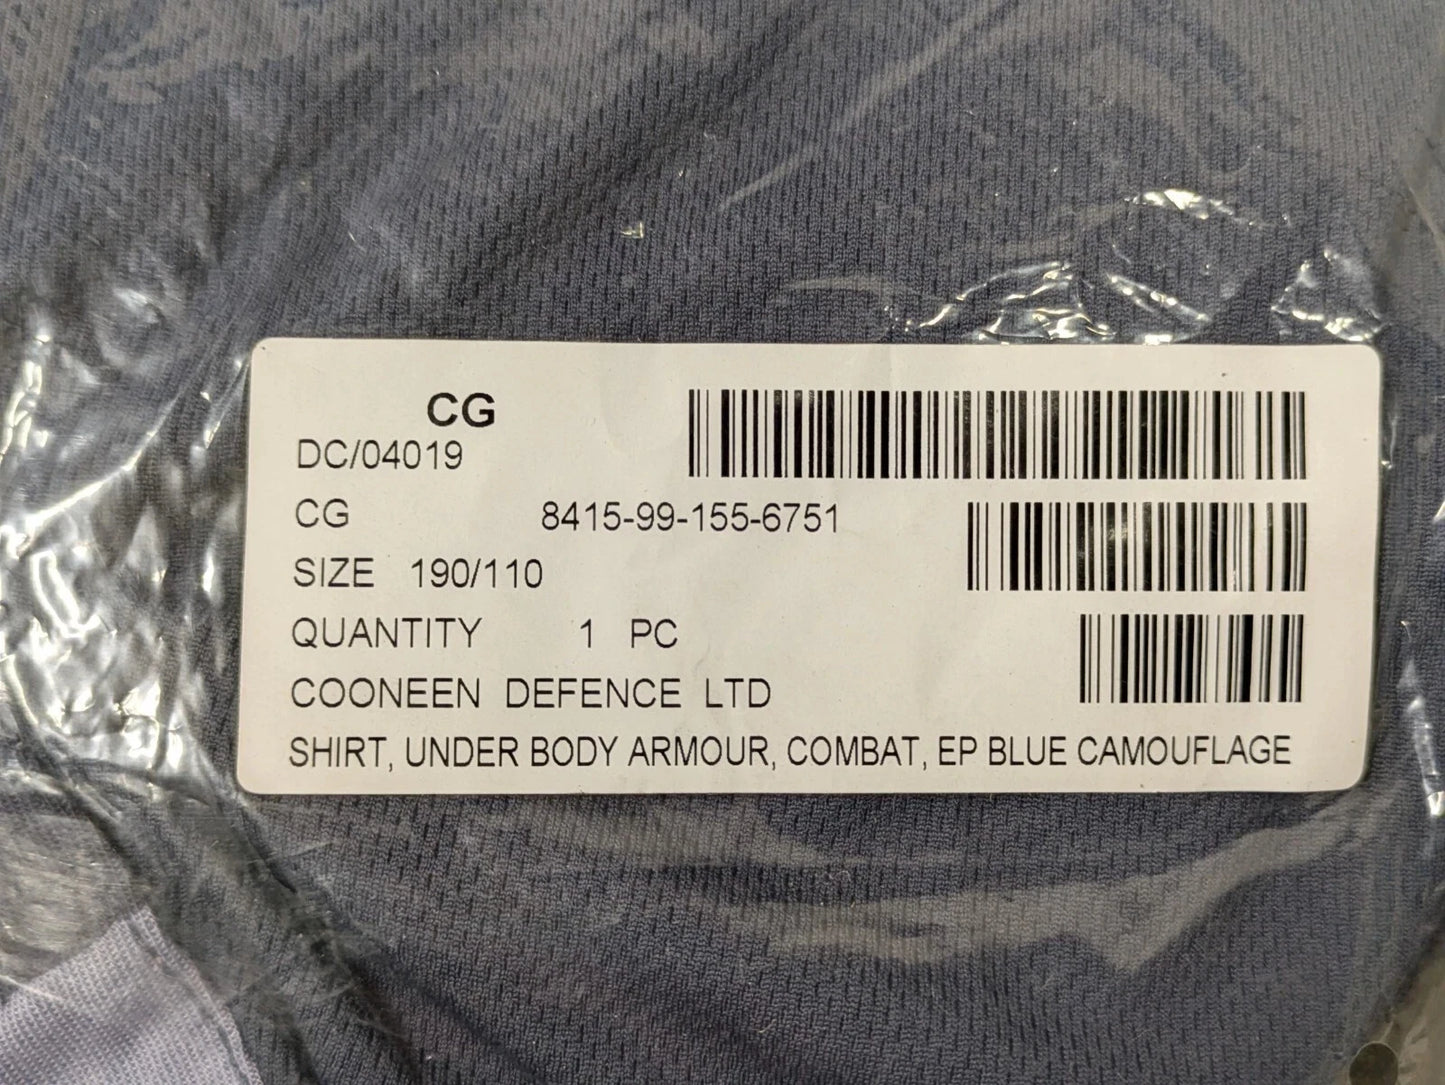 CG
DC/04019
CG 8415-99-155-6751
SIZE 190/110
QUANTITY 1 PC
COONEEN DEFENCE LTD
SHIRT, UNDER BODY ARMOUR, COMBAT, EP BLUE CAMOUFLAGE